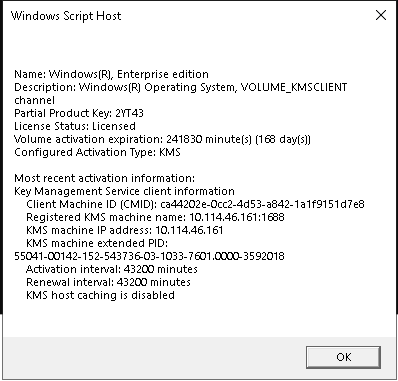 Windows Script Host
Name: Windows(R), Enterprise edition
Description: Windows(R) Operating System, VOLUME_KMSCLIENT
channel
Partial Product Key: 2YT43
License Status: Licensed
Volume activation expiration: 241830 minute(s) (168 day(s))
Configured Activation Type: KMS
Most recent activation information:
Key Management Service client information
Client Machine ID (CMID): ca44202e-0cc2-4d53-a842-1a1f9151d7e8
Registered KMS machine name: 10.114.46.161:1688
KMS machine IP address: 10.114.46.161
KMS machine extended PID:
55041-00142-152-543736-03-1033-7601.0000-3592018
Activation interval: 43200 minutes
Renewal interval: 43200 minutes
KMS host caching is disabled
OK